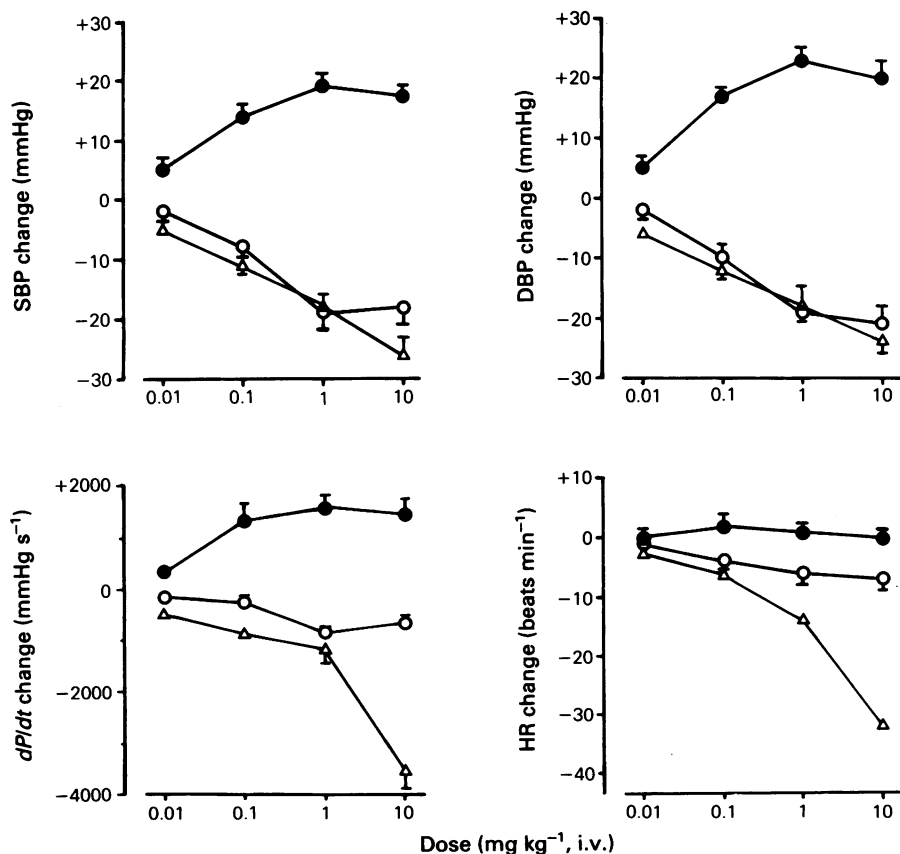 SBP change (mmHg)
+30
+20
+10
0
−10
−20
−30
0.01 0.1 1 10
DBP change (mmHg)
+30
+20
+10
0
−10
−20
−30
0.01 0.1 1 10
dP/dt change (mmHg s⁻¹)
+2000
0
−2000
−4000
0.01 0.1 1 10
HR change (beats min⁻¹)
+10
0
−10
−20
−30
−40
0.01 0.1 1 10
Dose (mg kg⁻¹, i.v.)